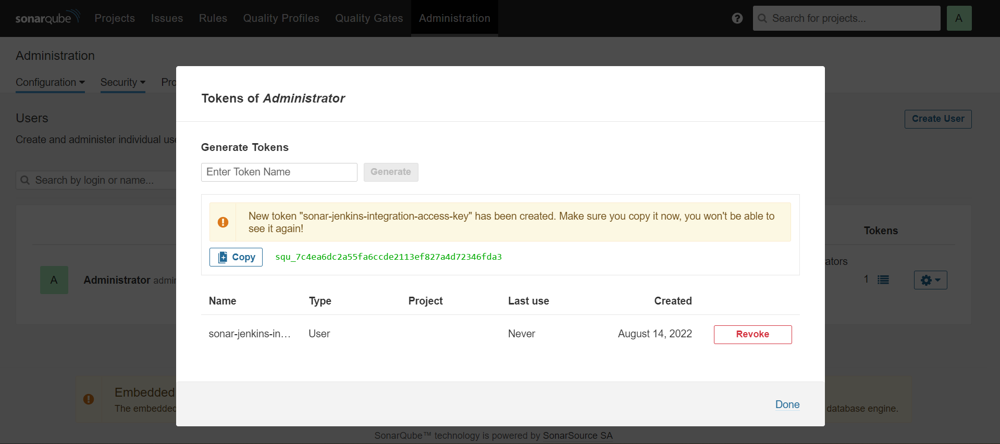 sonarqube Projects Issues Rules Quality Profiles Quality Gates Administration ? Search for projects... A
Administration
Configuration Security Pro
Users
Create User
Create and administer individual use
Search by login or name...
Tokens
ators
A Administrator admin
1
Tokens of Administrator
Generate Tokens
Enter Token Name Generate
New token "sonar-jenkins-integration-access-key" has been created. Make sure you copy it now, you won't be able to
see it again!
Copy squ_7c4ea6dc2a55fa6ccde2113ef827a4d72346fda3
Name Type Project Last use Created
sonar-jenkins-in... User Never August 14, 2022 Revoke
Done
Embedded
The embedded
database engine.
SonarQube™ technology is powered by SonarSource SA